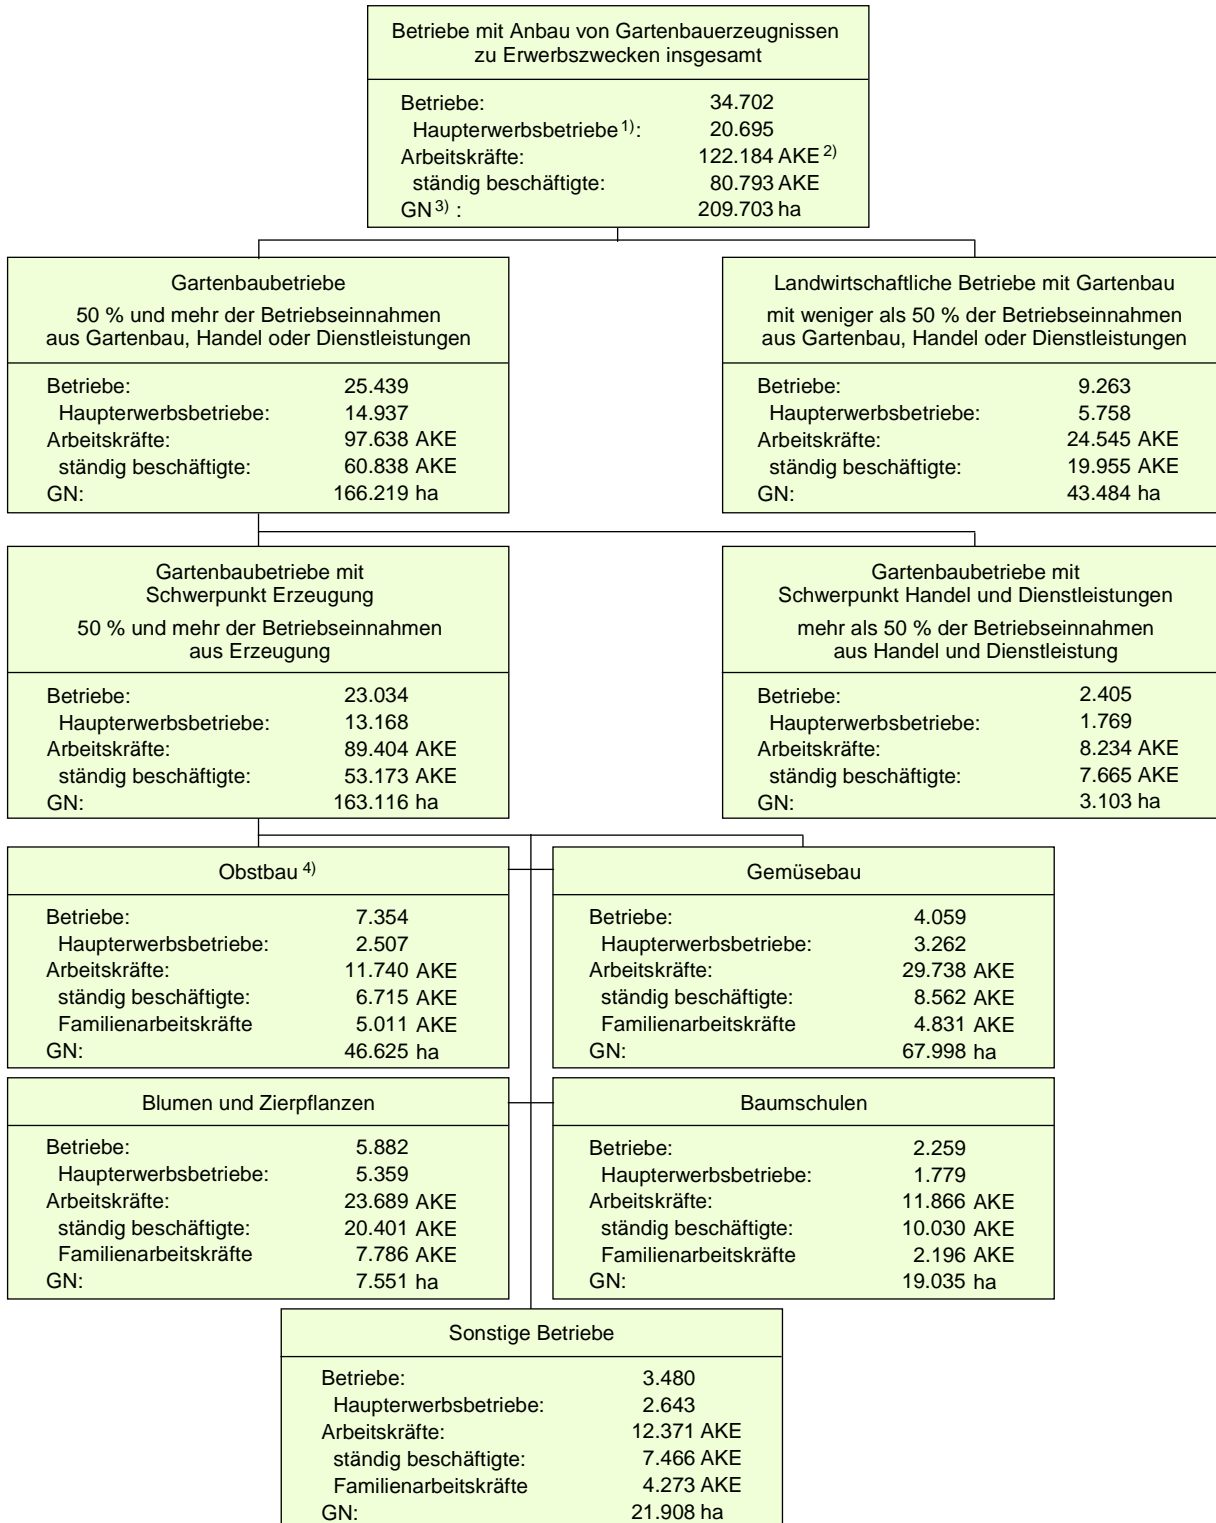 Betriebe mit Anbau von Gartenbauerzeugnissen
zu Erwerbszwecken insgesamt
Betriebe: 34.702
Haupterwerbsbetriebe 1): 20.695
Arbeitskräfte: 122.184 AKE 2)
ständig beschäftigte: 80.793 AKE
GN 3) : 209.703 ha
Gartenbaubetriebe
50 % und mehr der Betriebseinnahmen
aus Gartenbau, Handel oder Dienstleistungen
Betriebe: 25.439
Haupterwerbsbetriebe: 14.937
Arbeitskräfte: 97.638 AKE
ständig beschäftigte: 60.838 AKE
GN: 166.219 ha
Landwirtschaftliche Betriebe mit Gartenbau
mit weniger als 50 % der Betriebseinnahmen
aus Gartenbau, Handel oder Dienstleistungen
Betriebe: 9.263
Haupterwerbsbetriebe: 5.758
Arbeitskräfte: 24.545 AKE
ständig beschäftigte: 19.955 AKE
GN: 43.484 ha
Gartenbaubetriebe mit
Schwerpunkt Erzeugung
50 % und mehr der Betriebseinnahmen
aus Erzeugung
Betriebe: 23.034
Haupterwerbsbetriebe: 13.168
Arbeitskräfte: 89.404 AKE
ständig beschäftigte: 53.173 AKE
GN: 163.116 ha
Gartenbaubetriebe mit
Schwerpunkt Handel und Dienstleistungen
mehr als 50 % der Betriebseinnahmen
aus Handel und Dienstleistung
Betriebe: 2.405
Haupterwerbsbetriebe: 1.769
Arbeitskräfte: 8.234 AKE
ständig beschäftigte: 7.665 AKE
GN: 3.103 ha
Obstbau 4)
Betriebe: 7.354
Haupterwerbsbetriebe: 2.507
Arbeitskräfte: 11.740 AKE
ständig beschäftigte: 6.715 AKE
Familienarbeitskräfte 5.011 AKE
GN: 46.625 ha
Gemüsebau
Betriebe: 4.059
Haupterwerbsbetriebe: 3.262
Arbeitskräfte: 29.738 AKE
ständig beschäftigte: 8.562 AKE
Familienarbeitskräfte 4.831 AKE
GN: 67.998 ha
Blumen und Zierpflanzen
Betriebe: 5.882
Haupterwerbsbetriebe: 5.359
Arbeitskräfte: 23.689 AKE
ständig beschäftigte: 20.401 AKE
Familienarbeitskräfte 7.786 AKE
GN: 7.551 ha
Baumschulen
Betriebe: 2.259
Haupterwerbsbetriebe: 1.779
Arbeitskräfte: 11.866 AKE
ständig beschäftigte: 10.030 AKE
Familienarbeitskräfte 2.196 AKE
GN: 19.035 ha
Sonstige Betriebe
Betriebe: 3.480
Haupterwerbsbetriebe: 2.643
Arbeitskräfte: 12.371 AKE
ständig beschäftigte: 7.466 AKE
Familienarbeitskräfte 4.273 AKE
GN: 21.908 ha